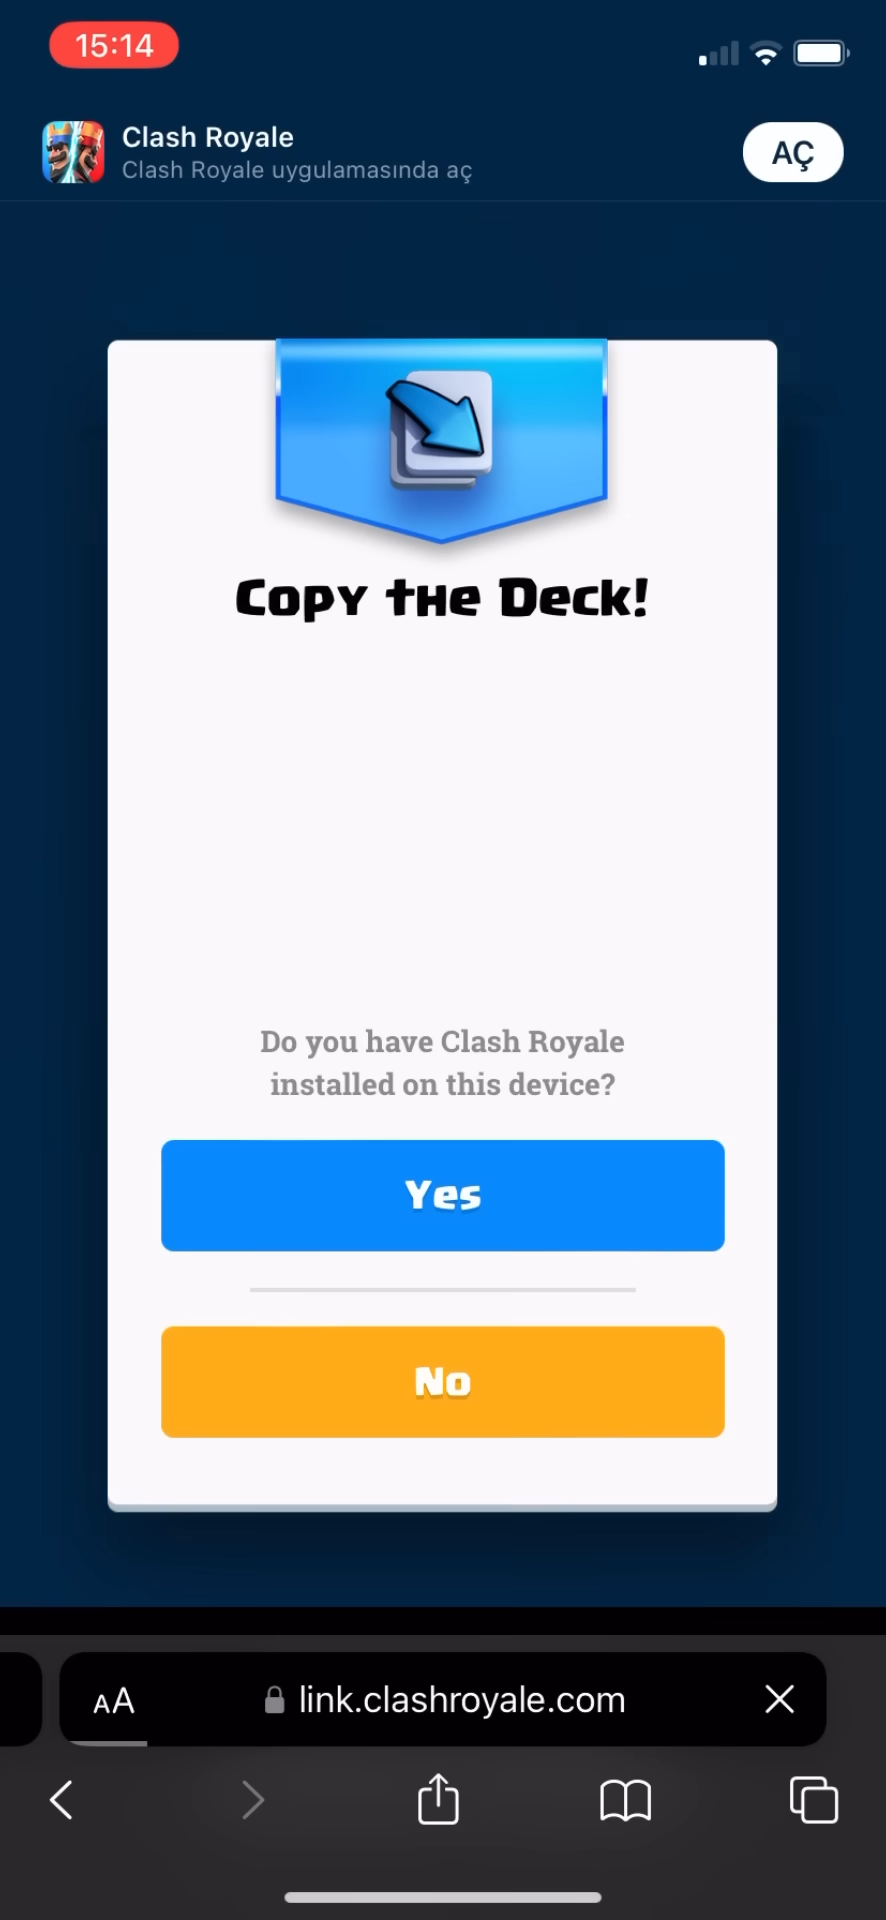 15:14
Clash Royale
Clash Royale uygulamasında aç
AÇ
Copy the Deck!
Do you have Clash Royale
installed on this device?
Yes
No
AA
link.clashroyale.com